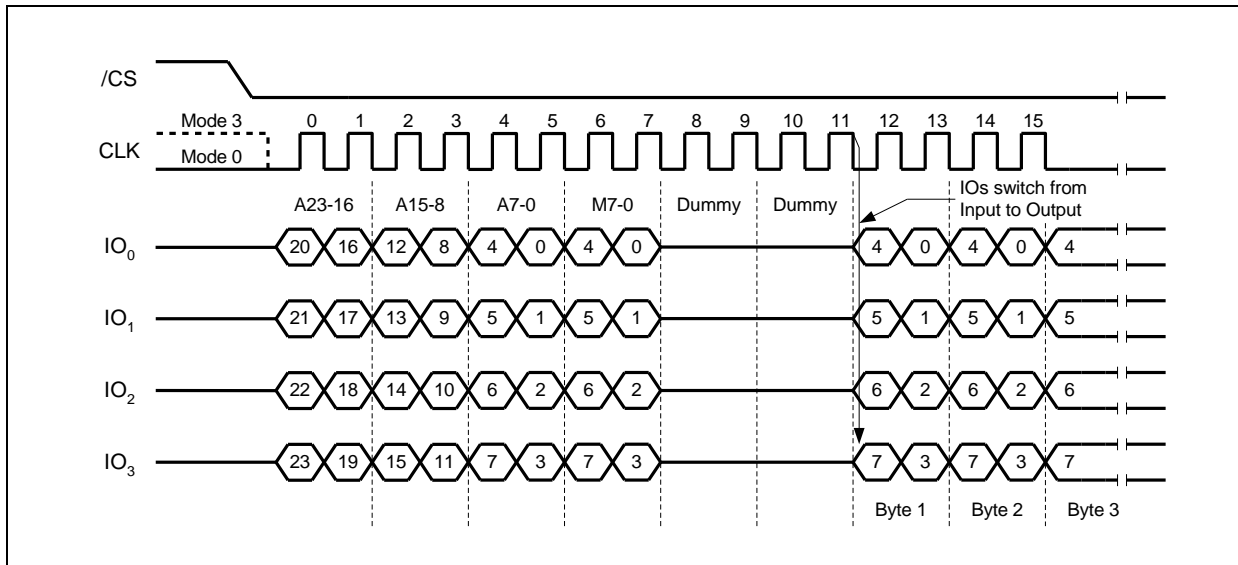 /CS
Mode 3 0 1 2 3 4 5 6 7 8 9 10 11 12 13 14 15
CLK
Mode 0
IOs switch from
Input to Output
A23-16 A15-8 A7-0 M7-0 Dummy Dummy
IO0 20 16 12 8 4 0 4 0 4 0 4 0 4
IO1 21 17 13 9 5 1 5 1 5 1 5 1 5
IO2 22 18 14 10 6 2 6 2 6 2 6 2 6
IO3 23 19 15 11 7 3 7 3 7 3 7 3 7
Byte 1 Byte 2 Byte 3